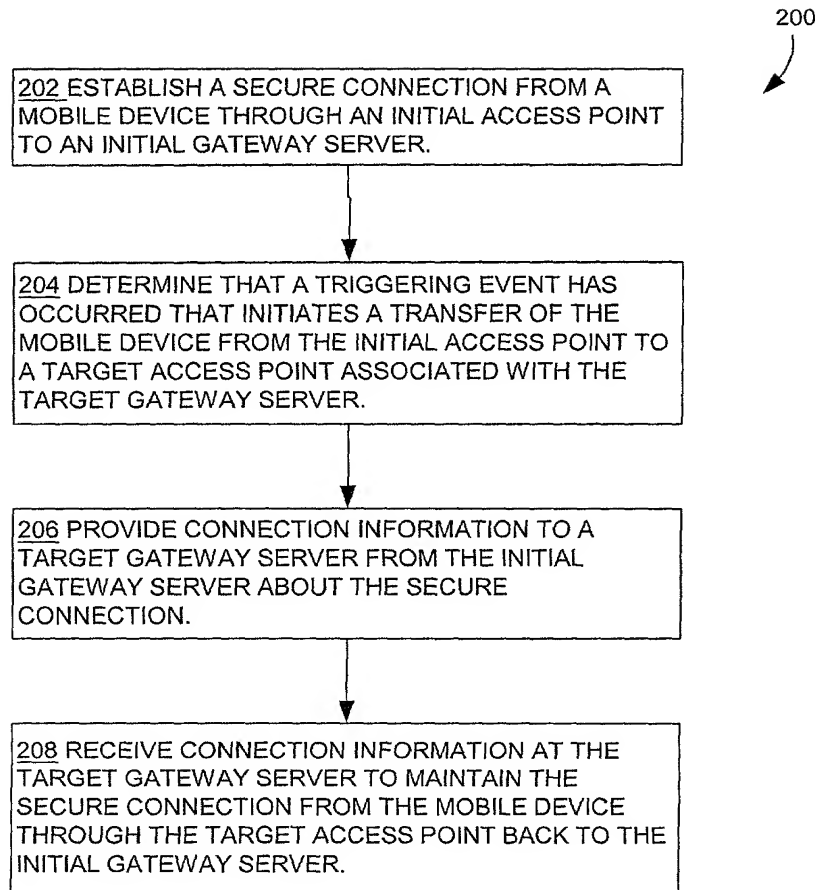 200
202 ESTABLISH A SECURE CONNECTION FROM A
MOBILE DEVICE THROUGH AN INITIAL ACCESS POINT
TO AN INITIAL GATEWAY SERVER.
204 DETERMINE THAT A TRIGGERING EVENT HAS
OCCURRED THAT INITIATES A TRANSFER OF THE
MOBILE DEVICE FROM THE INITIAL ACCESS POINT TO
A TARGET ACCESS POINT ASSOCIATED WITH THE
TARGET GATEWAY SERVER.
206 PROVIDE CONNECTION INFORMATION TO A
TARGET GATEWAY SERVER FROM THE INITIAL
GATEWAY SERVER ABOUT THE SECURE
CONNECTION.
208 RECEIVE CONNECTION INFORMATION AT THE
TARGET GATEWAY SERVER TO MAINTAIN THE
SECURE CONNECTION FROM THE MOBILE DEVICE
THROUGH THE TARGET ACCESS POINT BACK TO THE
INITIAL GATEWAY SERVER.